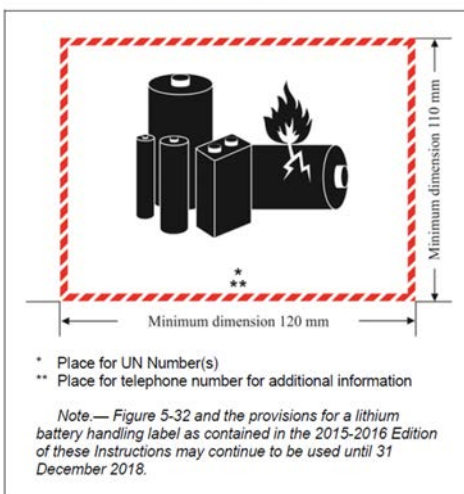 Minimum dimension 110 mm
*
**
Minimum dimension 120 mm
* Place for UN Number(s)
** Place for telephone number for additional information
Note.— Figure 5-32 and the provisions for a lithium
battery handling label as contained in the 2015-2016 Edition
of these Instructions may continue to be used until 31
December 2018.